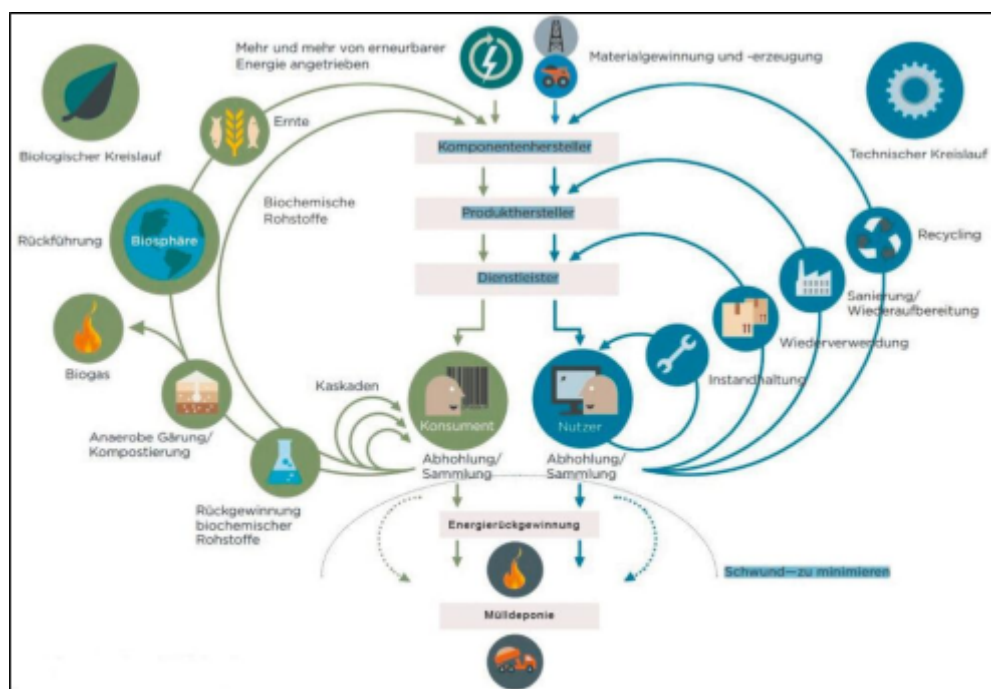 Mehr und mehr von erneurbarer
Energie angetrieben
Materialgewinnung und -erzeugung
Biologischer Kreislauf
Ernte
Komponentenhersteller
Technischer Kreislauf
Biochemische
Rohstoffe
Produkthersteller
Rückführung
Biosphäre
Recycling
Dienstleister
Sanierung/
Wiederaufbereitung
Wiederverwendung
Biogas
Kaskaden
Instandhaltung
Konsument
Nutzer
Anaerobe Gärung/
Kompostierung
Abhohlung/
Sammlung
Abhohlung/
Sammlung
Rückgewinnung
biochemischer
Rohstoffe
Energierückgewinnung
Schwund—zu minimieren
Mülldeponie